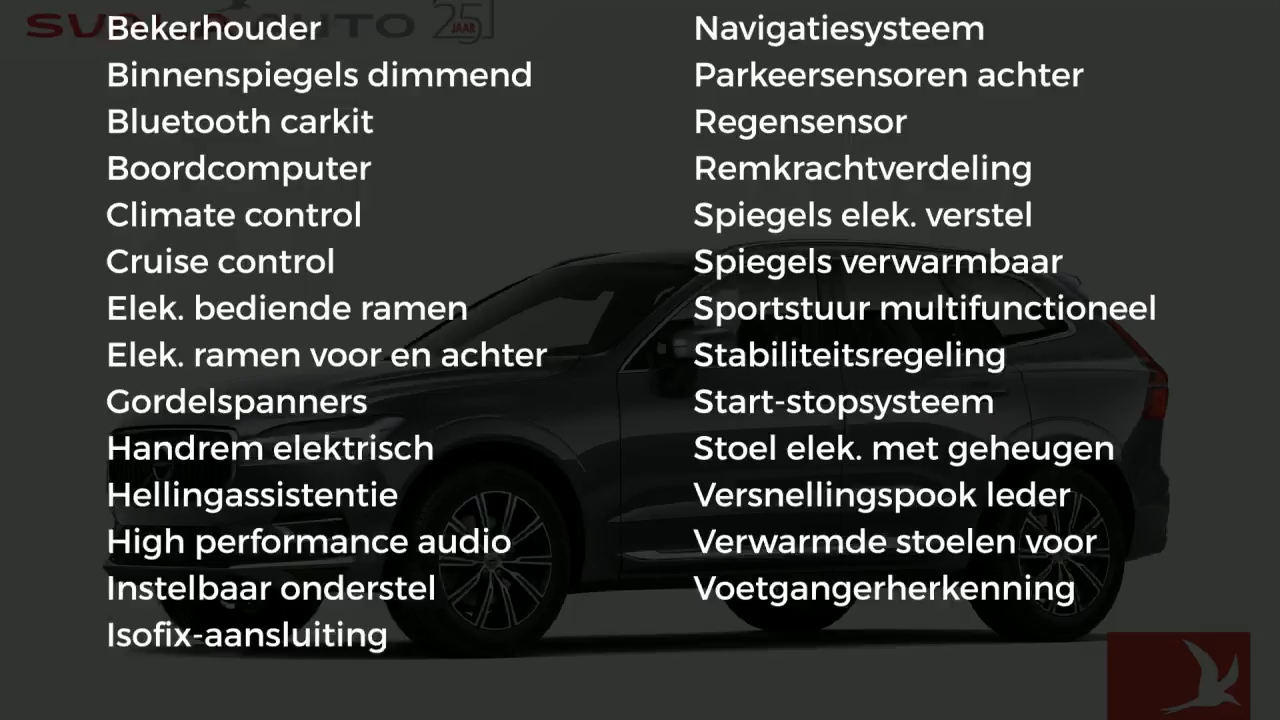 25
JAAR
Bekerhouder
Binnenspiegels dimmend
Bluetooth carkit
Boordcomputer
Climate control
Cruise control
Elek. bediende ramen
Elek. ramen voor en achter
Gordelspanners
Handrem elektrisch
Hellingassistentie
High performance audio
Instelbaar onderstel
Isofix-aansluiting
Navigatiesysteem
Parkeersensoren achter
Regensensor
Remkrachtverdeling
Spiegels elek. verstel
Spiegels verwarmbaar
Sportstuur multifunctioneel
Stabiliteitsregeling
Start-stopsysteem
Stoel elek. met geheugen
Versnellingspook leder
Verwarmde stoelen voor
Voetgangerherkenning